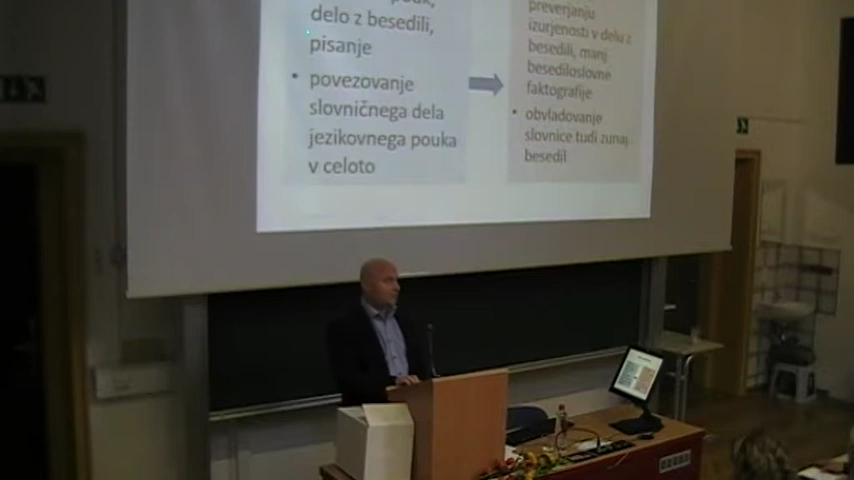 delo z besedili,
pisanje
• povezovanje
slovničnega dela
jezikovnega pouka
v celoto
preverjanju
izurjenosti v delu z
besedili, manj
besediloslovne
faktografije
• obvladovanje
slovnice tudi zunaj
besedil